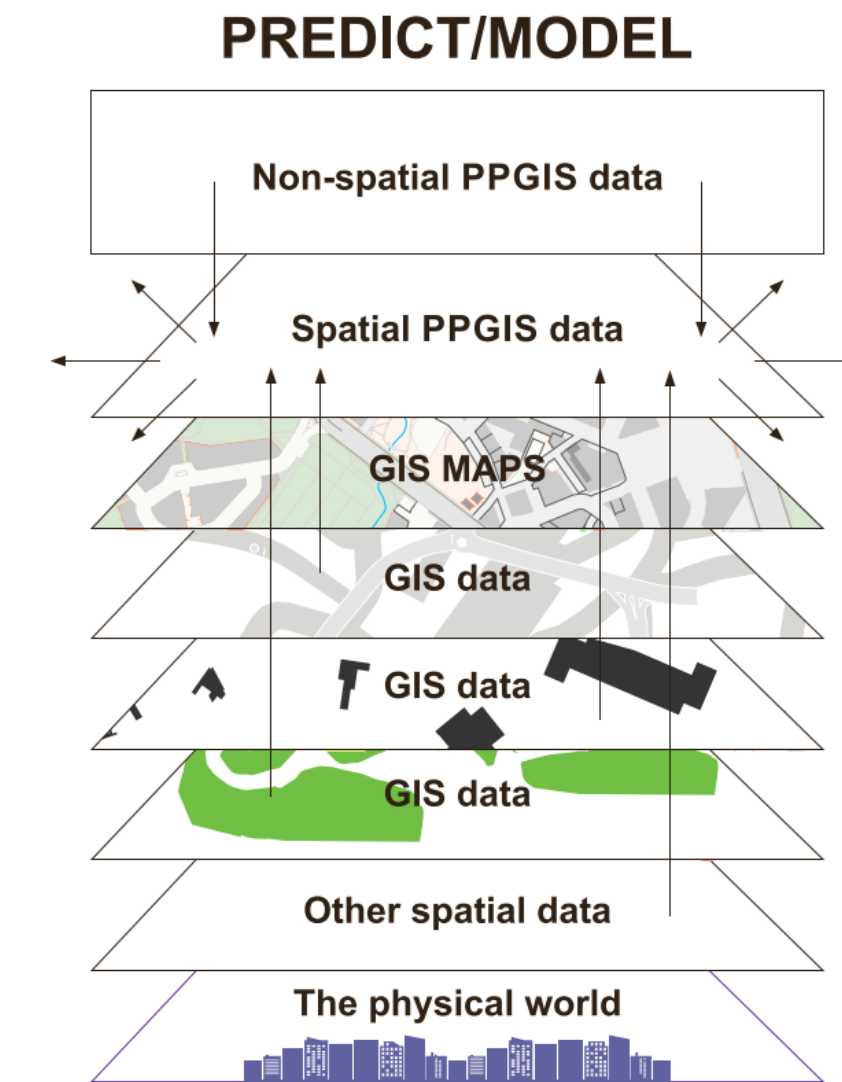 PREDICT/MODEL
Non-spatial PPGIS data
Spatial PPGIS data
GIS MAPS
GIS data
GIS data
GIS data
Other spatial data
The physical world